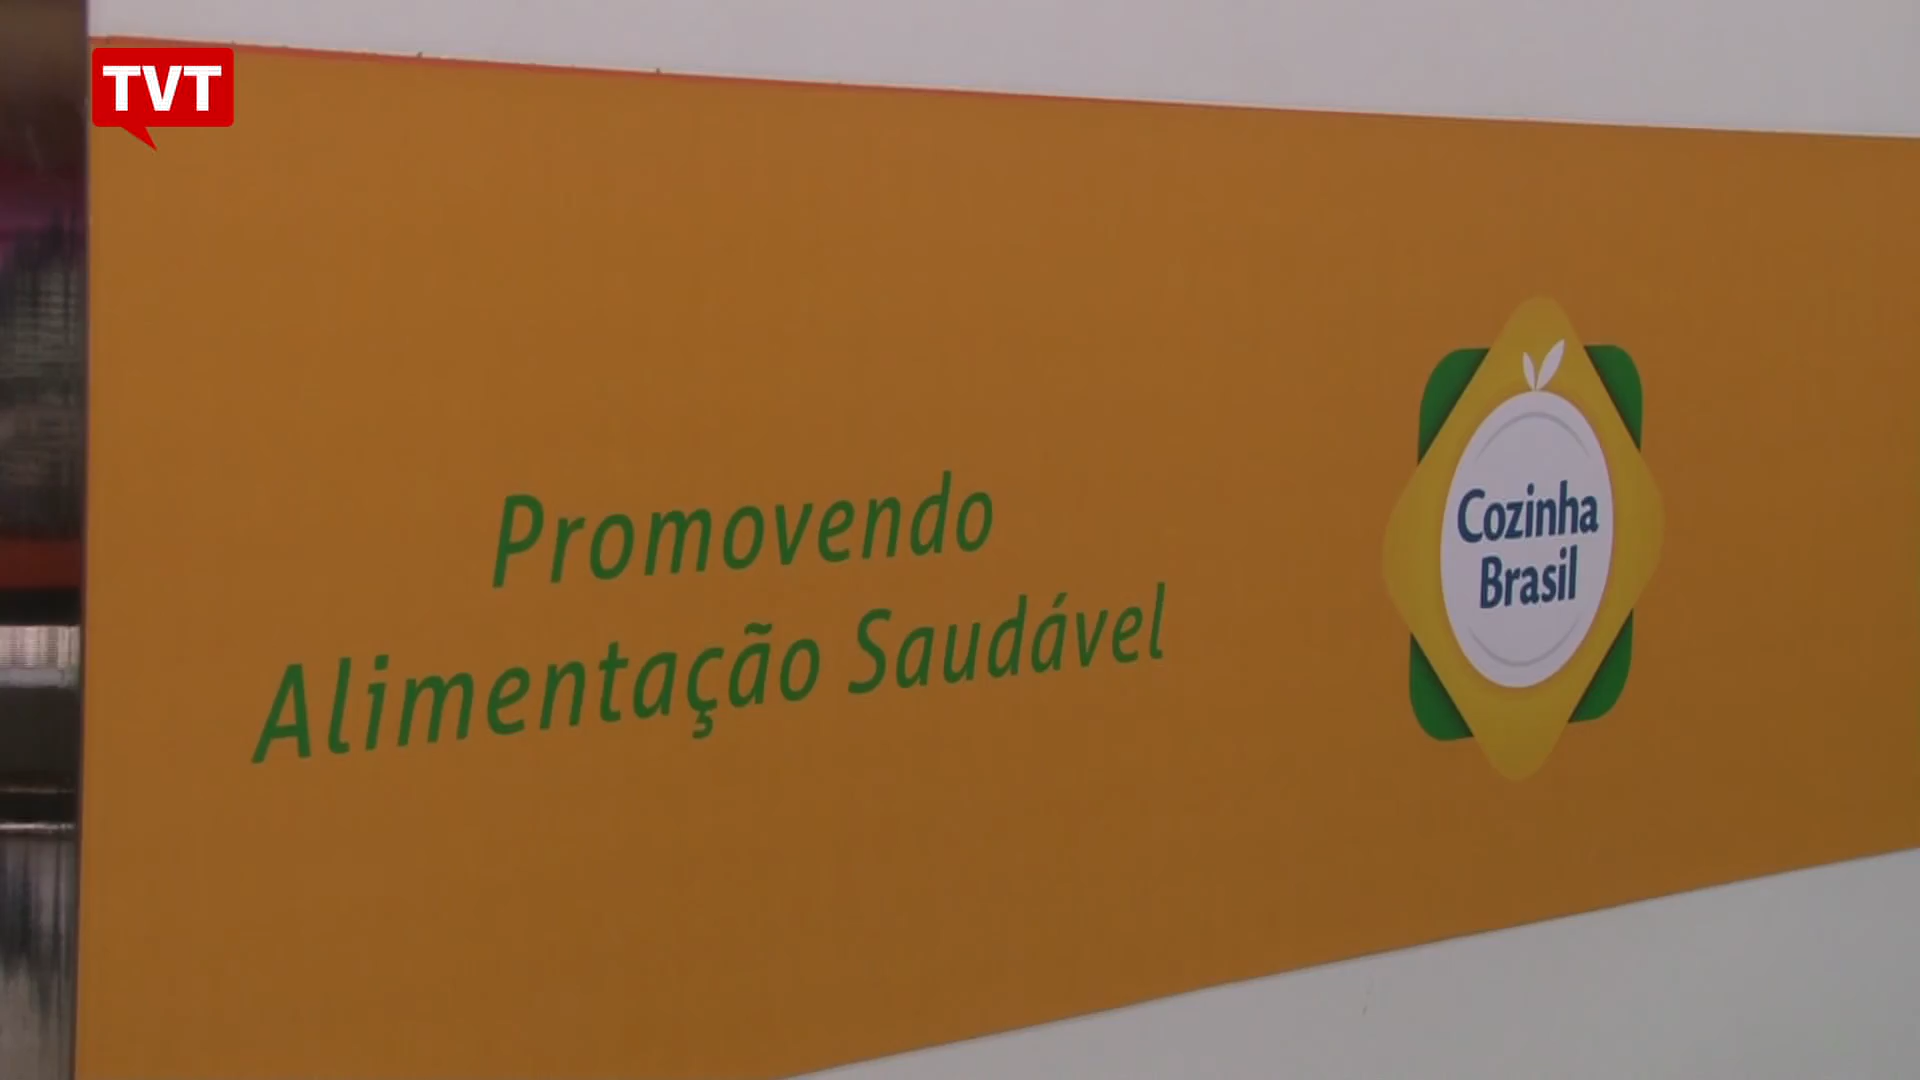 TVT
Promovendo
Alimentação Saudável
Cozinha
Brasil